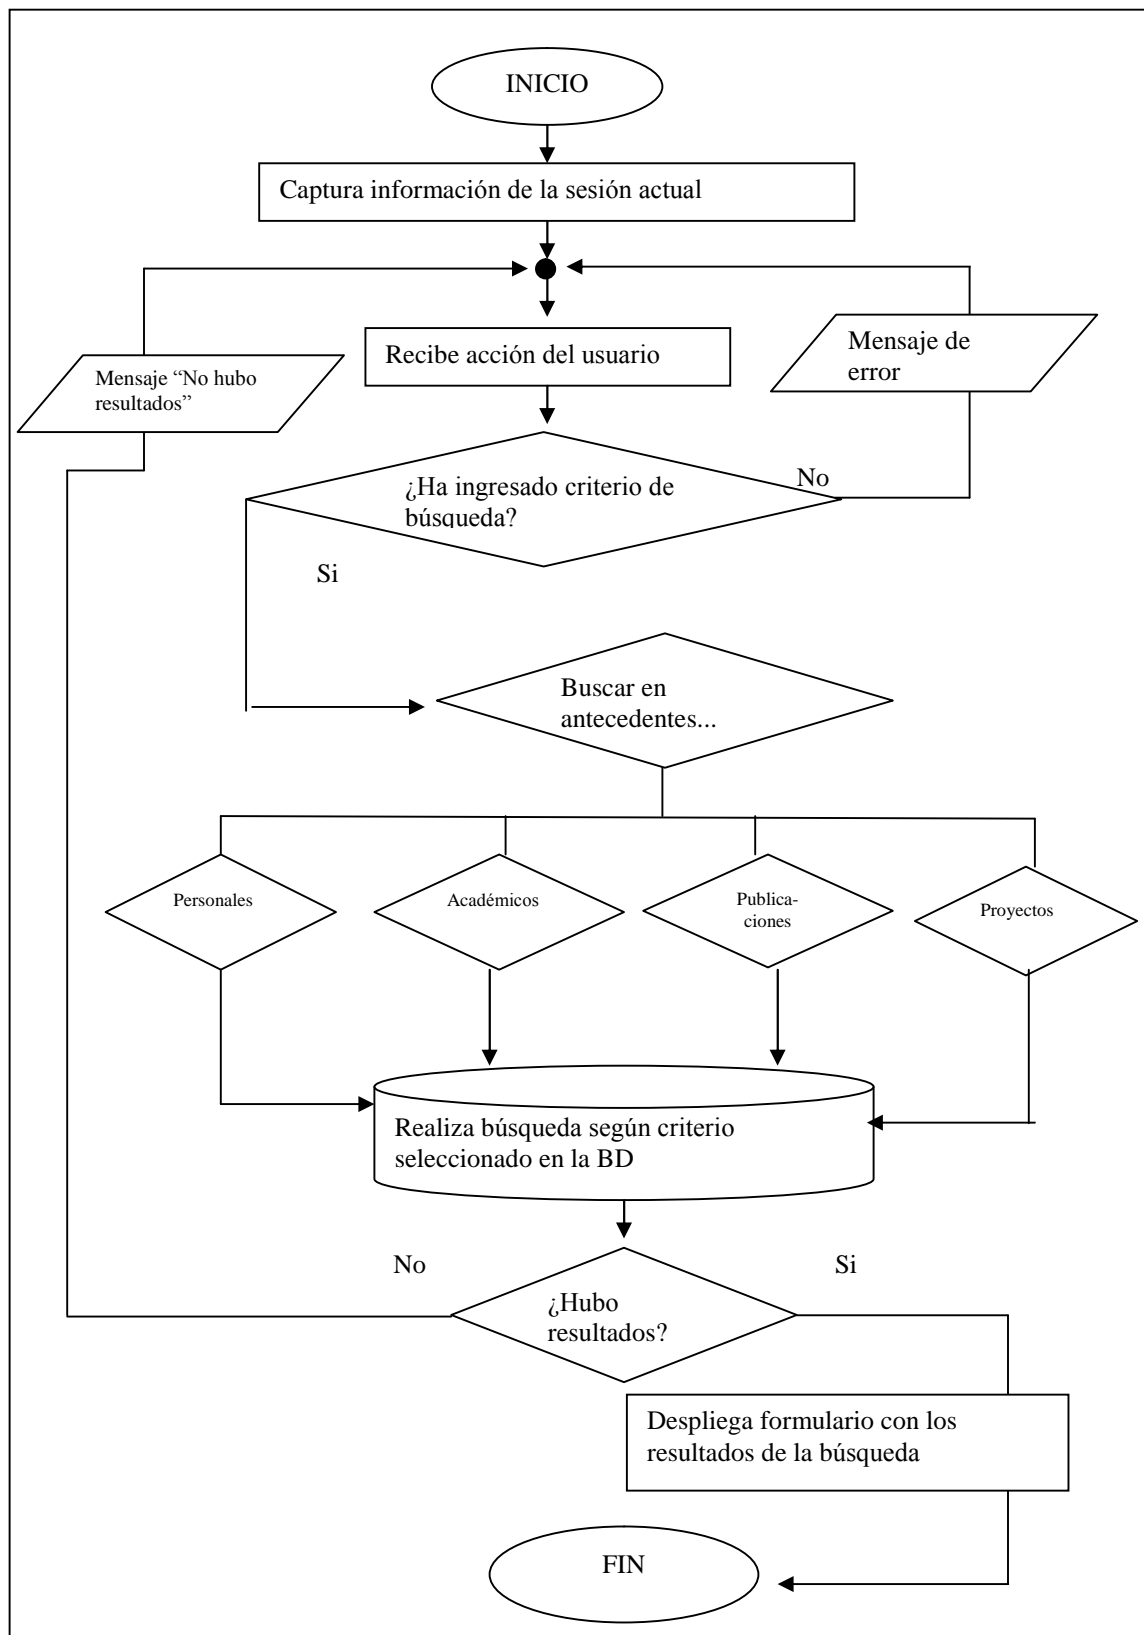 INICIO
Captura información de la sesión actual
Recibe acción del usuario
Mensaje de
error
Mensaje “No hubo
resultados”
¿Ha ingresado criterio de
búsqueda?
No
Si
Buscar en
antecedentes...
Personales
Académicos
Publica-
ciones
Proyectos
Realiza búsqueda según criterio
seleccionado en la BD
No
Si
¿Hubo
resultados?
Despliega formulario con los
resultados de la búsqueda
FIN